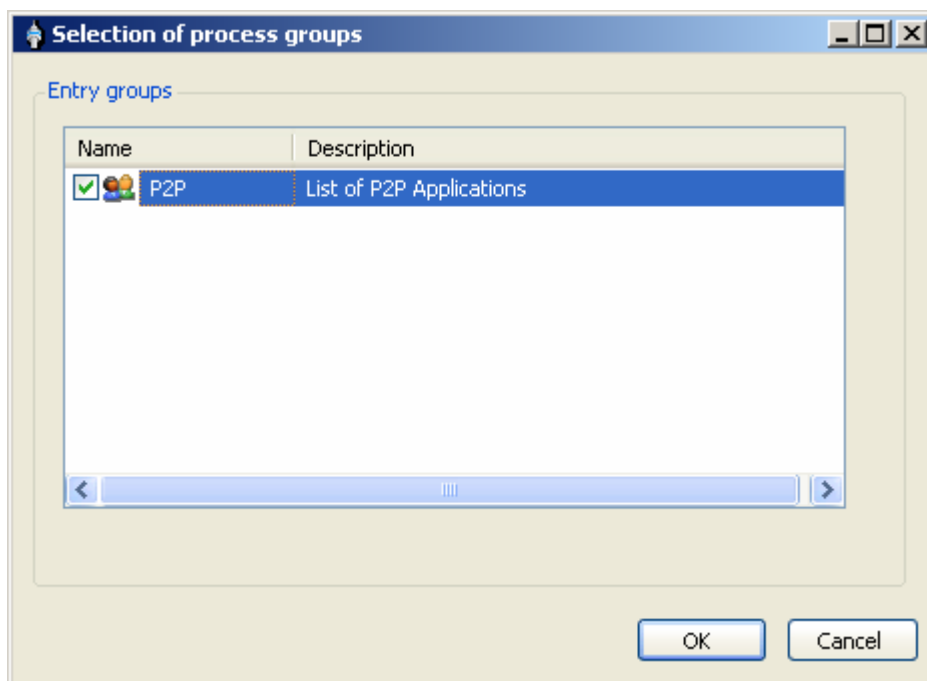 Selection of process groups
Entry groups
Name Description
P2P List of P2P Applications
OK Cancel